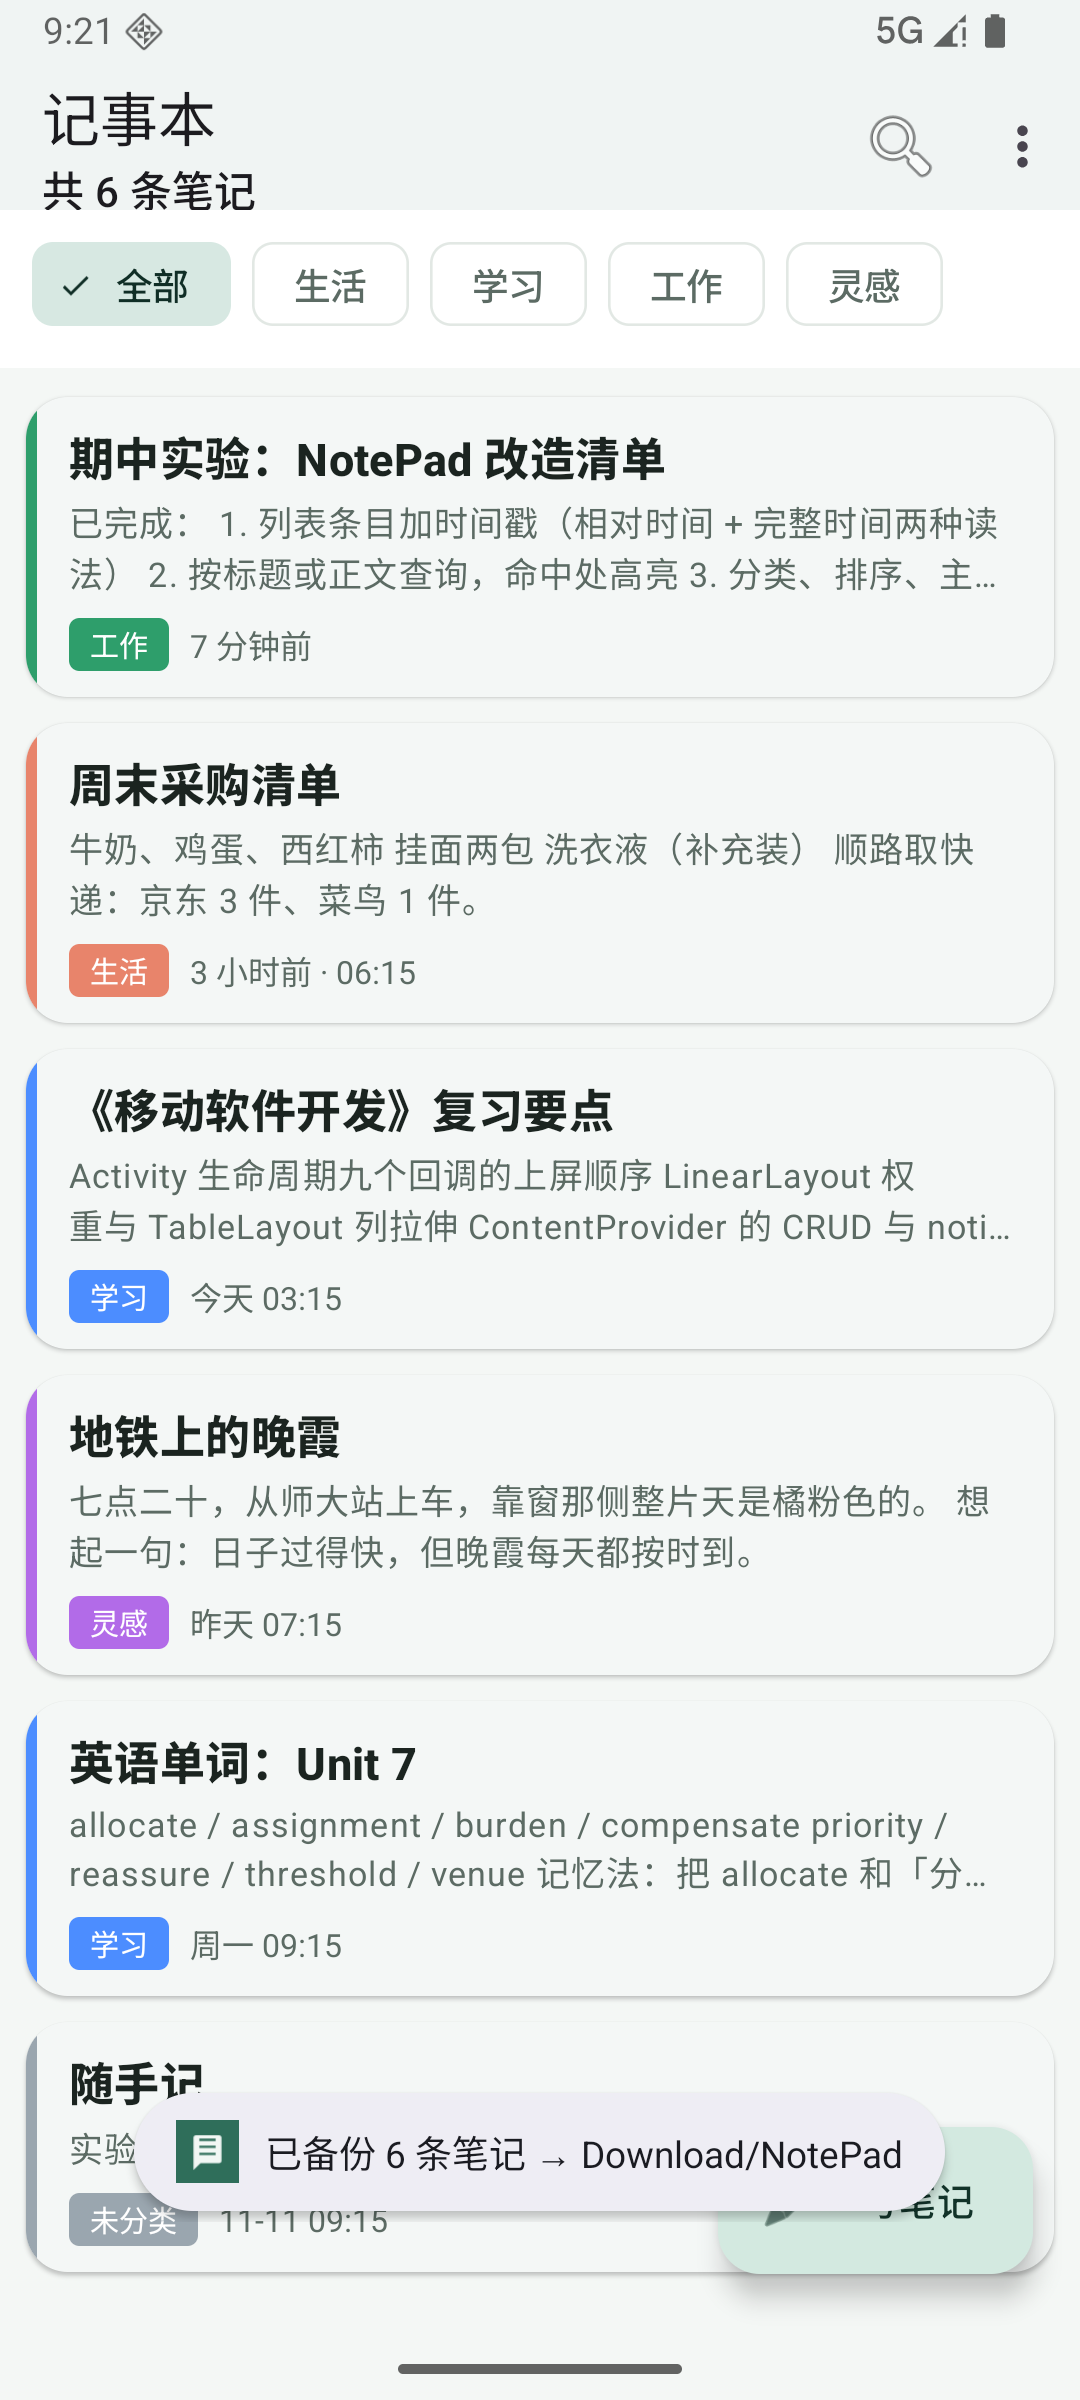 9:21
5G
记事本
共 6 条笔记
全部
生活
学习
工作
灵感
期中实验：NotePad 改造清单
已完成： 1. 列表条目加时间戳（相对时间 + 完整时间两种读
法） 2. 按标题或正文查询，命中处高亮 3. 分类、排序、主…
工作 7 分钟前
周末采购清单
牛奶、鸡蛋、西红柿 挂面两包 洗衣液（补充装） 顺路取快
递：京东 3 件、菜鸟 1 件。
生活 3 小时前 · 06:15
《移动软件开发》复习要点
Activity 生命周期九个回调的上屏顺序 LinearLayout 权
重与 TableLayout 列拉伸 ContentProvider 的 CRUD 与 noti…
学习 今天 03:15
地铁上的晚霞
七点二十，从师大站上车，靠窗那侧整片天是橘粉色的。 想
起一句：日子过得快，但晚霞每天都按时到。
灵感 昨天 07:15
英语单词：Unit 7
allocate / assignment / burden / compensate priority /
reassure / threshold / venue 记忆法：把 allocate 和「分…
学习 周一 09:15
随手记
实验
已备份 6 条笔记 → Download/NotePad
笔记
未分类 11-11 09:15